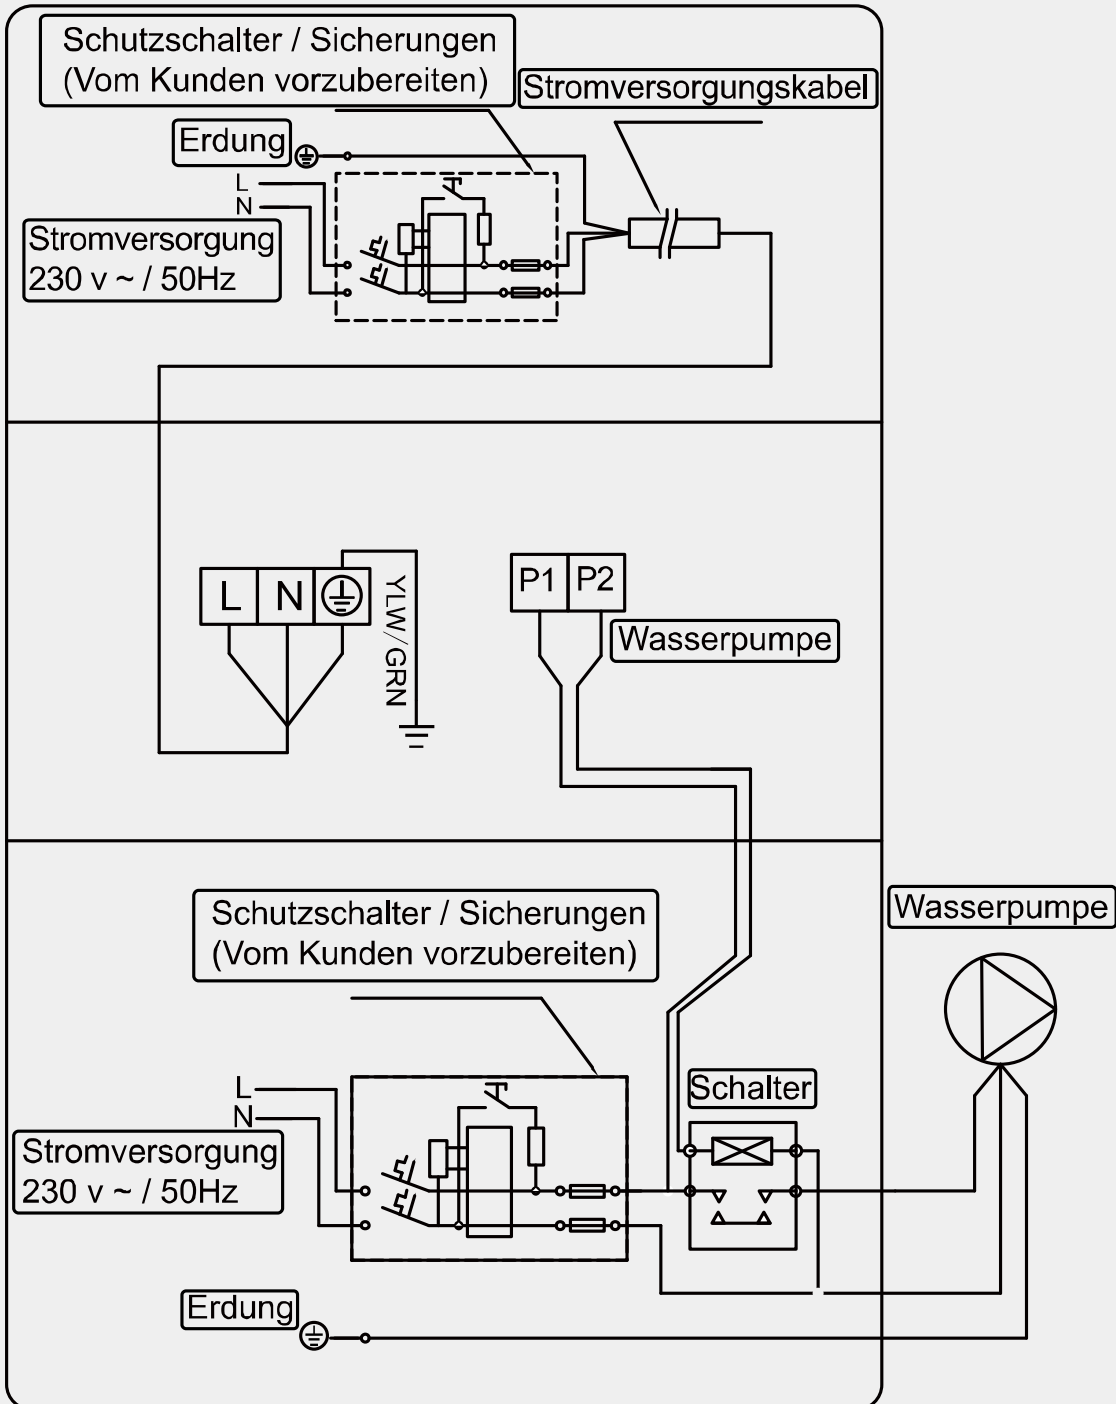 Schutzschalter / Sicherungen
(Vom Kunden vorzubereiten)
Stromversorgungskabel
Erdung
L
N
Stromversorgung
230 v ~ / 50Hz
L N
YLW/GRN
P1 P2
Wasserpumpe
Schutzschalter / Sicherungen
(Vom Kunden vorzubereiten)
Wasserpumpe
L
N
Schalter
Stromversorgung
230 v ~ / 50Hz
Erdung